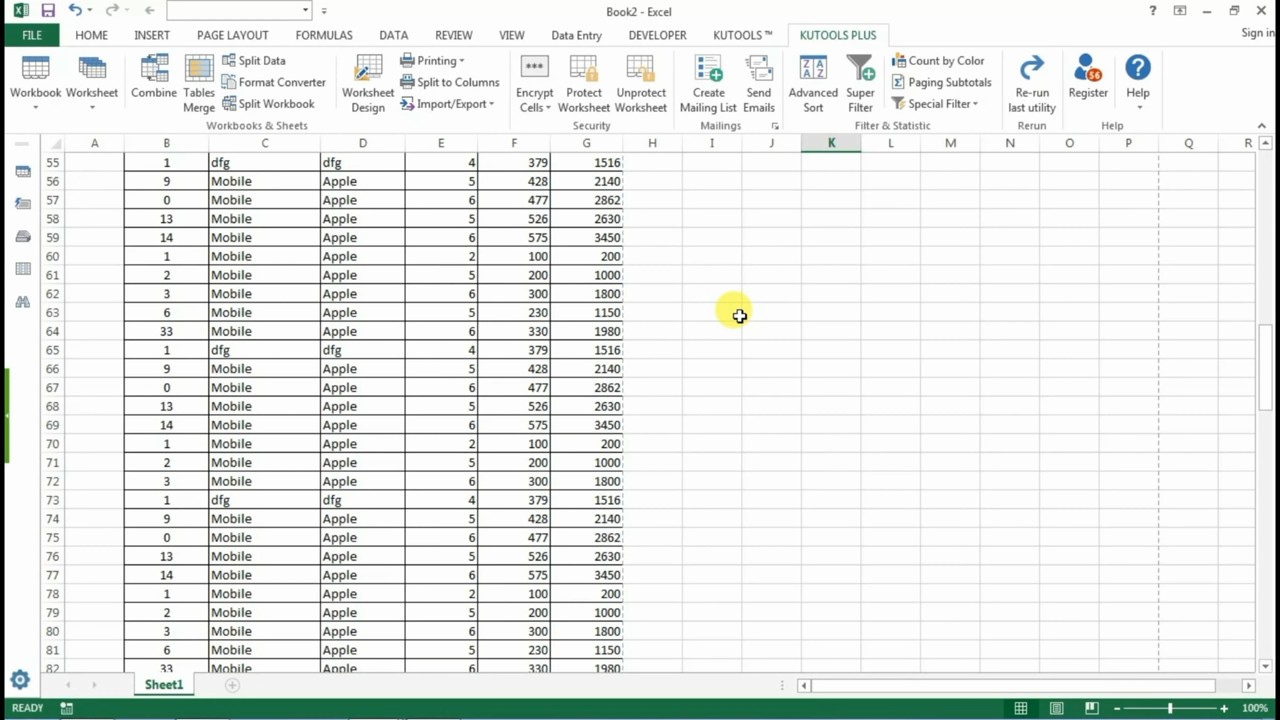 Book2 - Excel
FILE HOME INSERT PAGE LAYOUT FORMULAS DATA REVIEW VIEW Data Entry DEVELOPER KUTOOLS ™ KUTOOLS PLUS Sign in
Workbook Worksheet Combine Tables Merge Split Data Format Converter Split Workbook Worksheet Design Printing Split to Columns Import/Export Encrypt Cells Protect Worksheet Unprotect Worksheet Create Mailing List Send Emails Advanced Sort Super Filter Count by Color Paging Subtotals Special Filter Re-run last utility 56 Register Help
Workbooks & Sheets Security Mailings Filter & Statistic Rerun Help
A B C D E F G H I J K L M N O P Q R
55 1 dfg dfg 4 379 1516
56 9 Mobile Apple 5 428 2140
57 0 Mobile Apple 6 477 2862
58 13 Mobile Apple 5 526 2630
59 14 Mobile Apple 6 575 3450
60 1 Mobile Apple 2 100 200
61 2 Mobile Apple 5 200 1000
62 3 Mobile Apple 6 300 1800
63 6 Mobile Apple 5 230 1150
64 33 Mobile Apple 6 330 1980
65 1 dfg dfg 4 379 1516
66 9 Mobile Apple 5 428 2140
67 0 Mobile Apple 6 477 2862
68 13 Mobile Apple 5 526 2630
69 14 Mobile Apple 6 575 3450
70 1 Mobile Apple 2 100 200
71 2 Mobile Apple 5 200 1000
72 3 Mobile Apple 6 300 1800
73 1 dfg dfg 4 379 1516
74 9 Mobile Apple 5 428 2140
75 0 Mobile Apple 6 477 2862
76 13 Mobile Apple 5 526 2630
77 14 Mobile Apple 6 575 3450
78 1 Mobile Apple 2 100 200
79 2 Mobile Apple 5 200 1000
80 3 Mobile Apple 6 300 1800
81 6 Mobile Apple 5 230 1150
82 33 Mobile Apple 6 330 1980
Sheet1
READY 100%